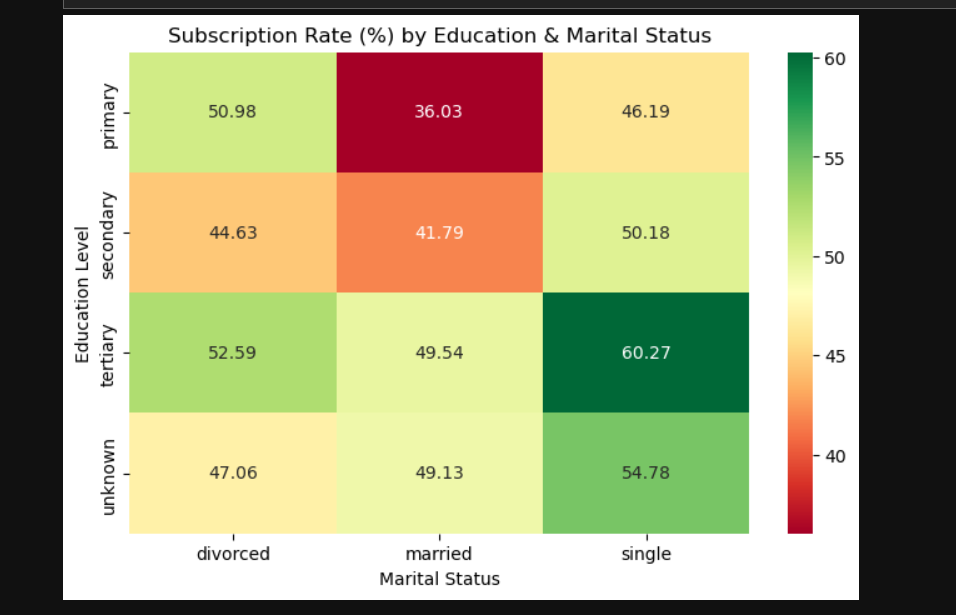 Subscription Rate (%) by Education & Marital Status
Education Level
primary
50.98 36.03 46.19
secondary
44.63 41.79 50.18
tertiary
52.59 49.54 60.27
unknown
47.06 49.13 54.78
divorced married single
Marital Status
60
55
50
45
40